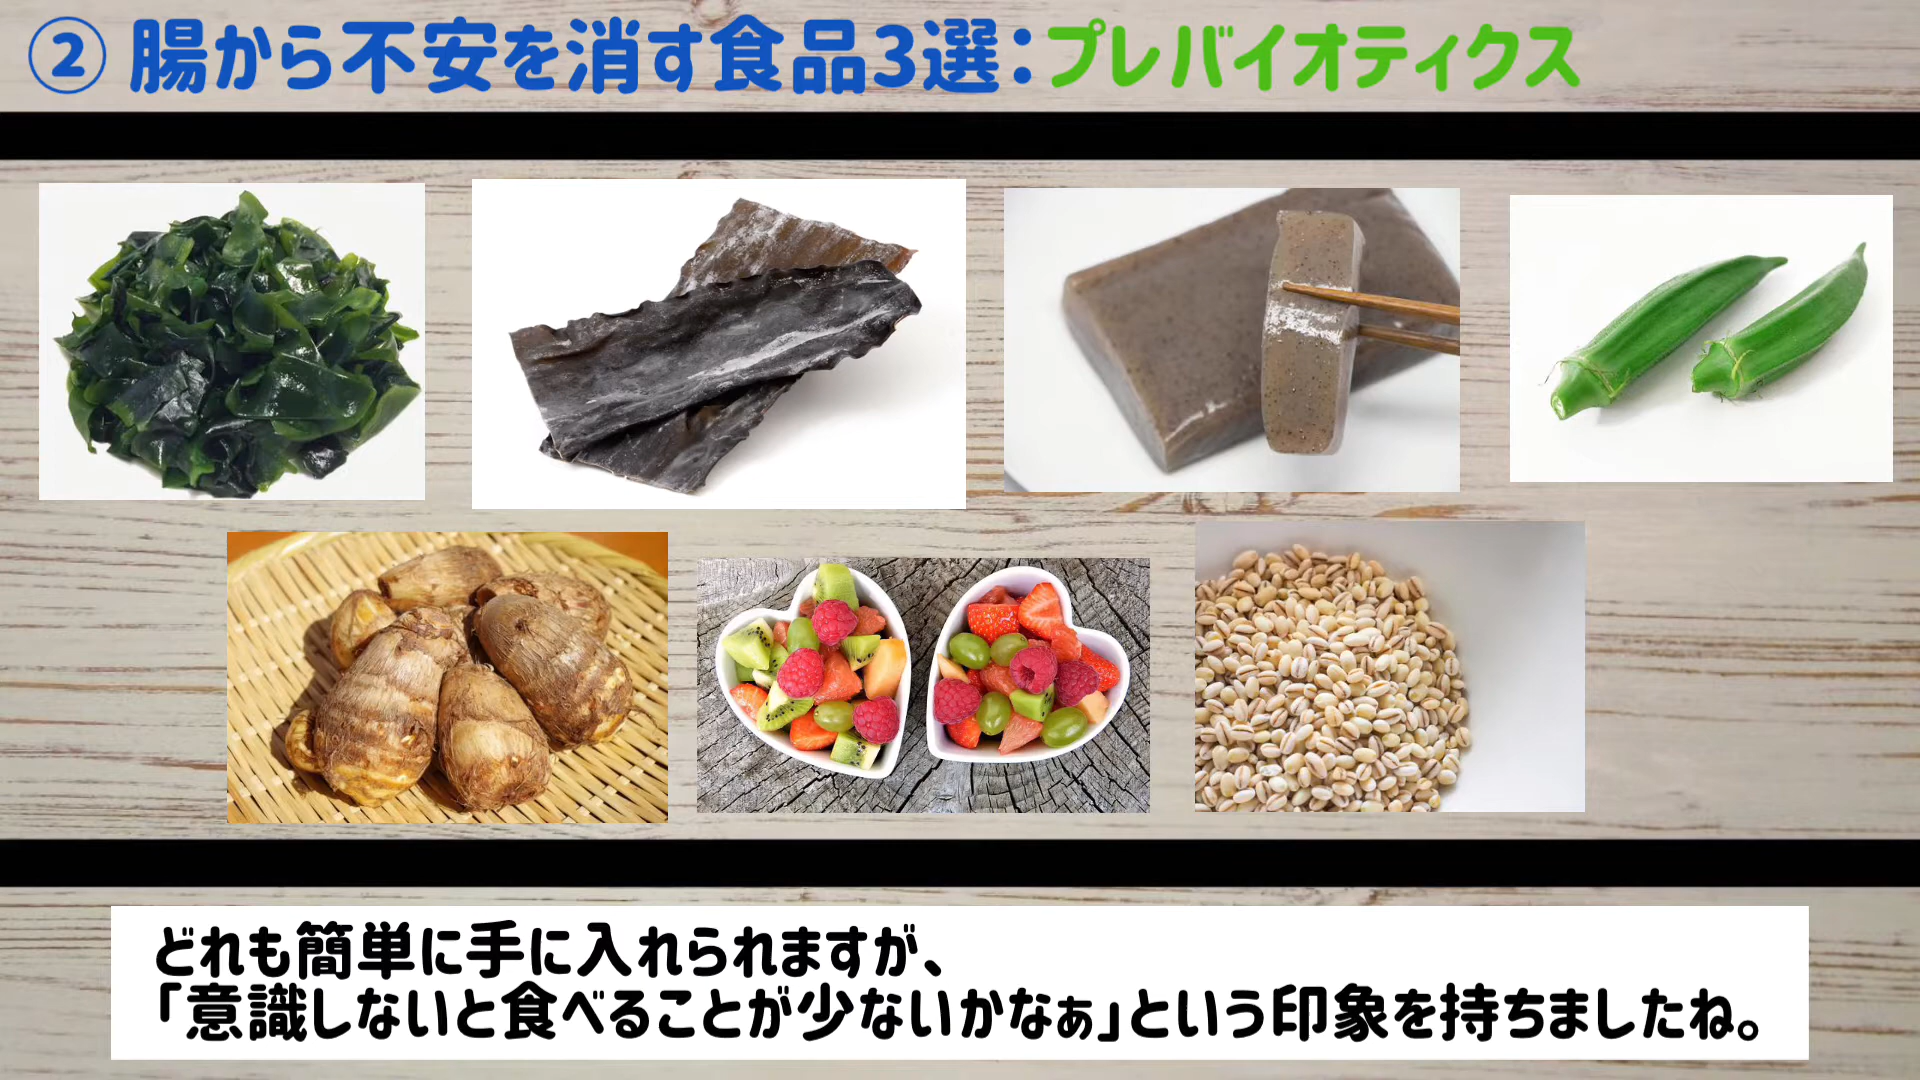 ② 腸から不安を消す食品3選：プレバイオティクス
どれも簡単に手に入れられますが、
「意識しないと食べることが少ないかなぁ」という印象を持ちましたね。